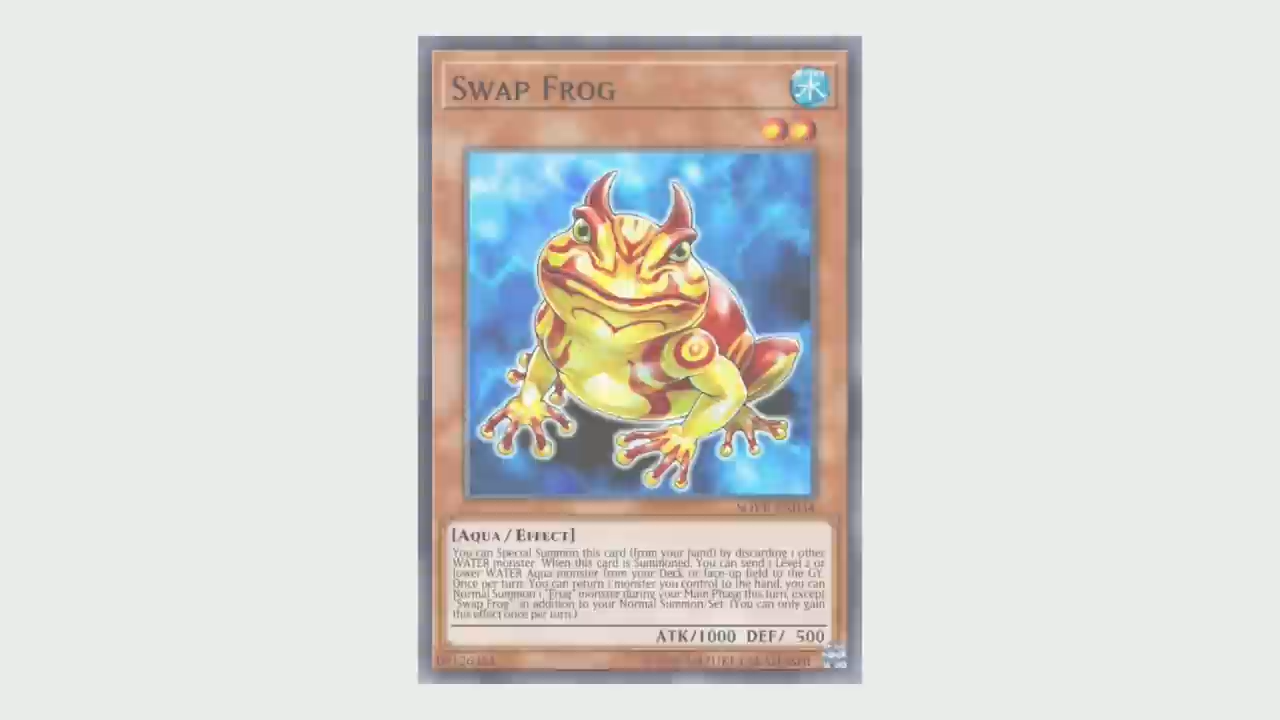 SWAP FROG
水
[AQUA / EFFECT]
You can Special Summon this card (from your hand) by discarding 1 other
WATER monster. When this card is Summoned: You can send 1 Level 2 or
lower WATER Aqua monster from your Deck or face-up field to the GY.
Once per turn: You can return 1 monster you control to the hand; you can
Normal Summon 1 "Frog" monster during your Main Phase this turn, except
"Swap Frog", in addition to your Normal Summon/Set. (You can only gain
this effect once per turn.)
ATK/1000 DEF/ 500